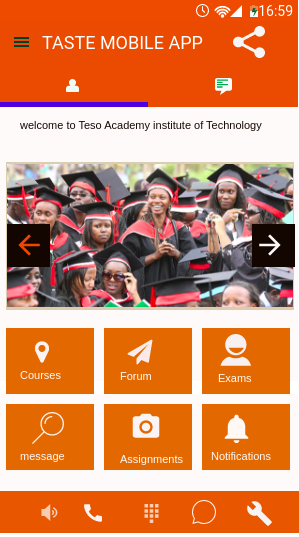 16:59
TASTE MOBILE APP
welcome to Teso Academy institute of Technology
Courses
Forum
Exams
message
Assignments
Notifications